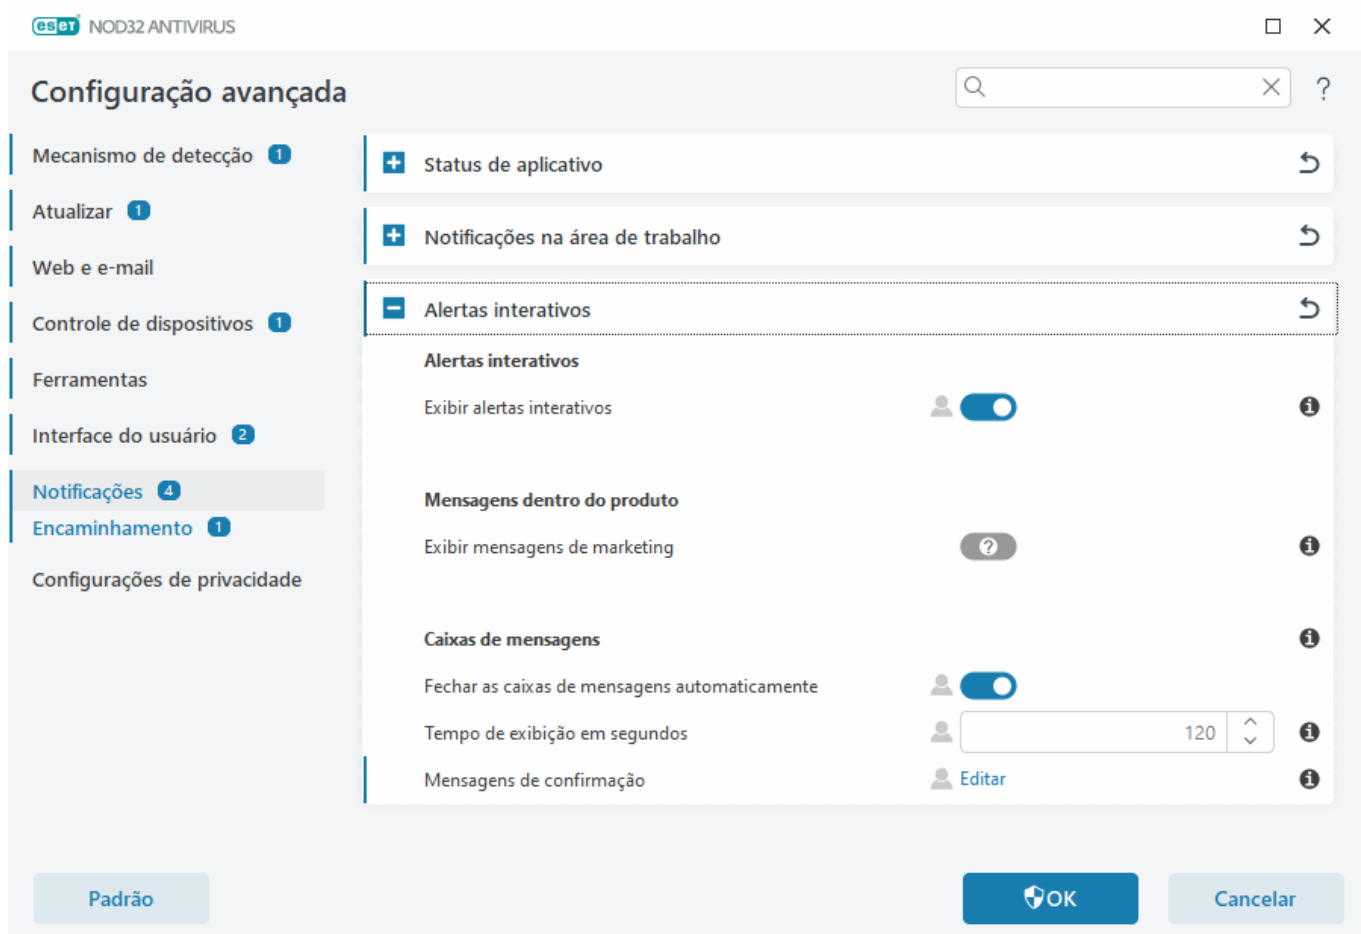 eseT NOD32 ANTIVIRUS
Configuração avançada
?
Mecanismo de detecção 1
Atualizar 1
Web e e-mail
Controle de dispositivos 1
Ferramentas
Interface do usuário 2
Notificações 4
Encaminhamento 1
Configurações de privacidade
Status de aplicativo
Notificações na área de trabalho
Alertas interativos
Alertas interativos
Exibir alertas interativos
Mensagens dentro do produto
Exibir mensagens de marketing ?
Caixas de mensagens
Fechar as caixas de mensagens automaticamente
Tempo de exibição em segundos 120
Mensagens de confirmação Editar
Padrão
OK
Cancelar